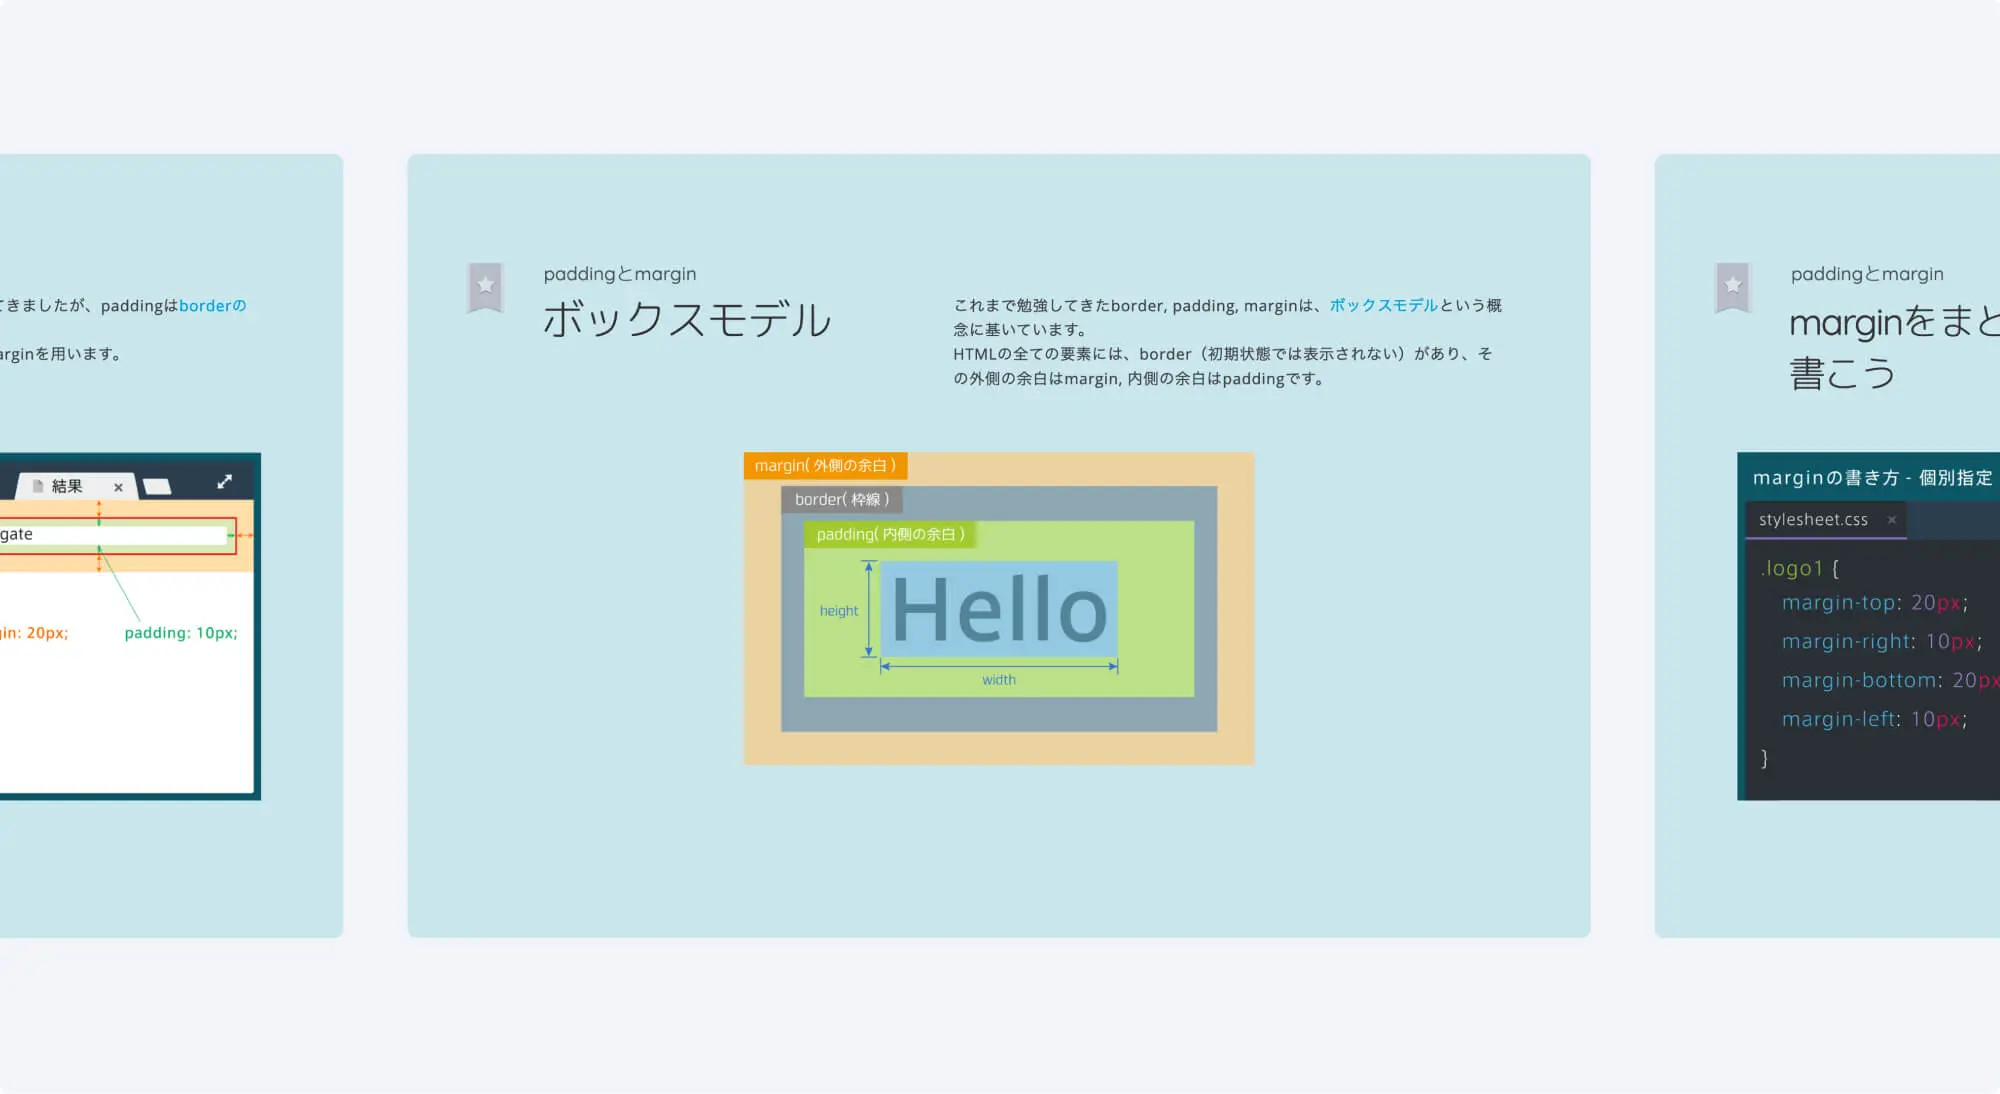 てきましたが、paddingはborderの
arginを用います。
結果
gate
gin: 20px;
padding: 10px;
paddingとmargin
ボックスモデル
これまで勉強してきたborder, padding, marginは、ボックスモデルという概
念に基いています。
HTMLの全ての要素には、border（初期状態では表示されない）があり、そ
の外側の余白はmargin, 内側の余白はpaddingです。
margin( 外側の余白 )
border( 枠線 )
padding( 内側の余白 )
height
Hello
width
paddingとmargin
marginをまと
書こう
marginの書き方 - 個別指定
stylesheet.css
.logo1 {
margin-top: 20px;
margin-right: 10px;
margin-bottom: 20px
margin-left: 10px;
}